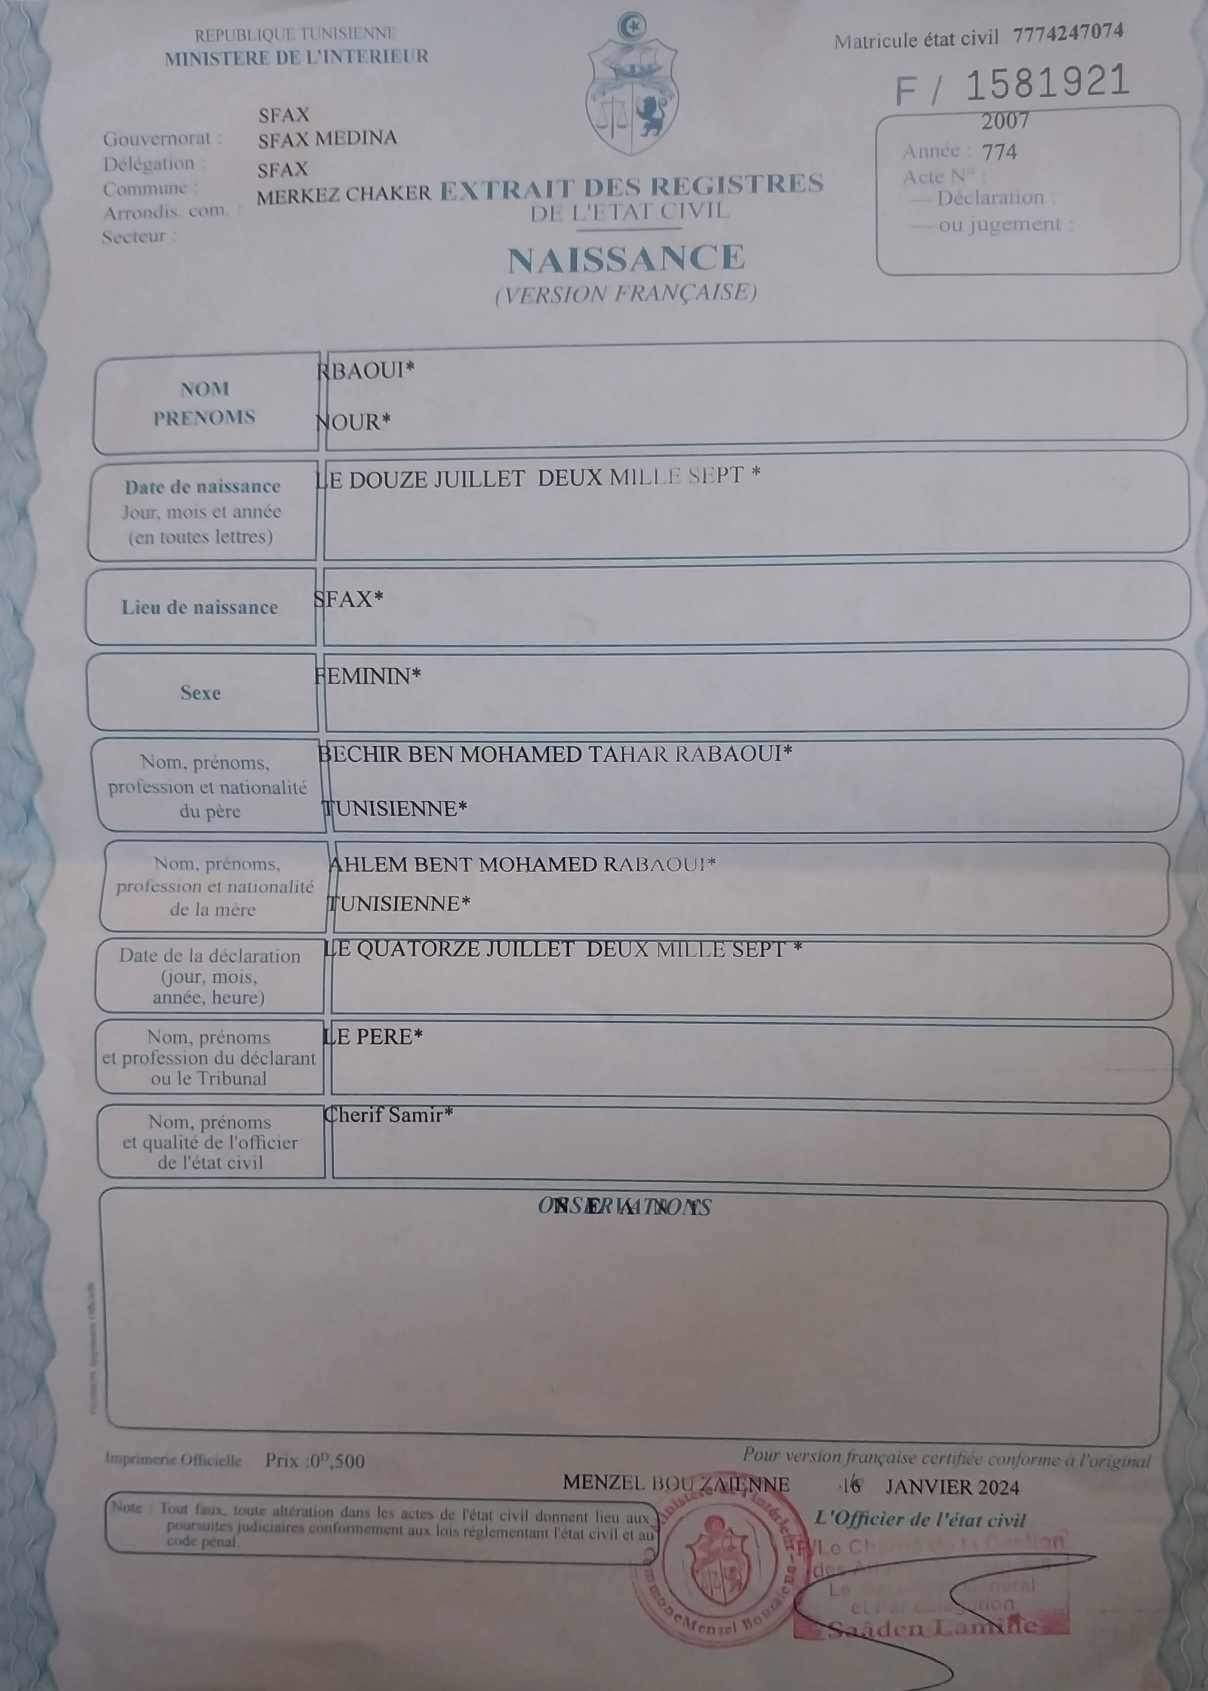 REPUBLIQUE TUNISIENNE
MINISTERE DE L'INTERIEUR
Matricule état civil 7774247074
F / 1581921
Gouvernorat : SFAX
Délégation : SFAX MEDINA
Commune : SFAX
Arrondis. com. : MERKEZ CHAKER
Secteur :
2007
Année : 774
Acte N° :
— Déclaration :
— ou jugement :
EXTRAIT DES REGISTRES
DE L'ETAT CIVIL
NAISSANCE
(VERSION FRANÇAISE)
NOM
PRENOMS
RBAOUI*
NOUR*
Date de naissance
Jour, mois et année
(en toutes lettres)
LE DOUZE JUILLET DEUX MILLE SEPT *
Lieu de naissance
SFAX*
Sexe
FEMININ*
Nom, prénoms,
profession et nationalité
du père
BECHIR BEN MOHAMED TAHAR RABAOUI*
TUNISIENNE*
Nom, prénoms,
profession et nationalité
de la mère
AHLEM BENT MOHAMED RABAOUI*
TUNISIENNE*
Date de la déclaration
(jour, mois,
année, heure)
LE QUATORZE JUILLET DEUX MILLE SEPT *
Nom, prénoms
et profession du déclarant
ou le Tribunal
LE PERE*
Nom, prénoms
et qualité de l'officier
de l'état civil
Cherif Samir*
OBSERVATIONS
Imprimerie Officielle Prix :0ᴰ,500
Pour version française certifiée conforme à l'original
MENZEL BOUZAIENNE 16 JANVIER 2024
Note : Tout faux, toute altération dans les actes de l'état civil donnent lieu aux
poursuites judiciaires conformement aux lois réglementant l'état civil et au
code pénal.
L'Officier de l'état civil
Saâden Lamine